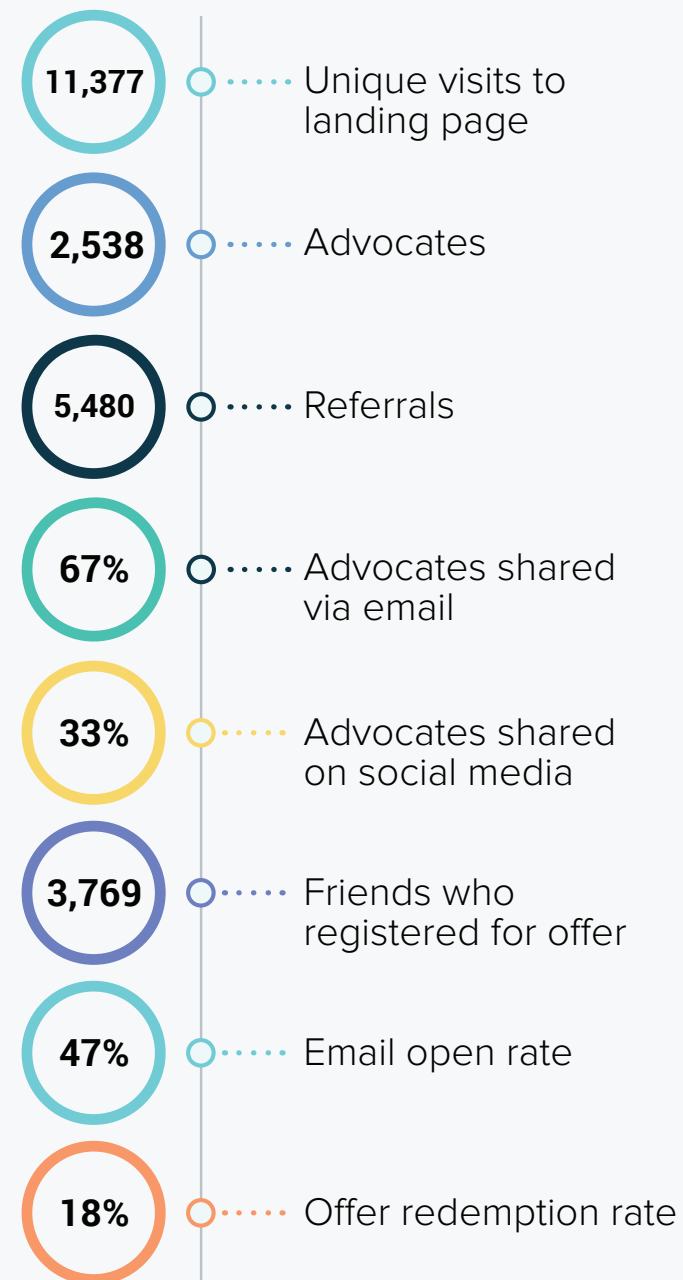 11,377
Unique visits to
landing page
2,538
Advocates
5,480
Referrals
67%
Advocates shared
via email
33%
Advocates shared
on social media
3,769
Friends who
registered for offer
47%
Email open rate
18%
Offer redemption rate